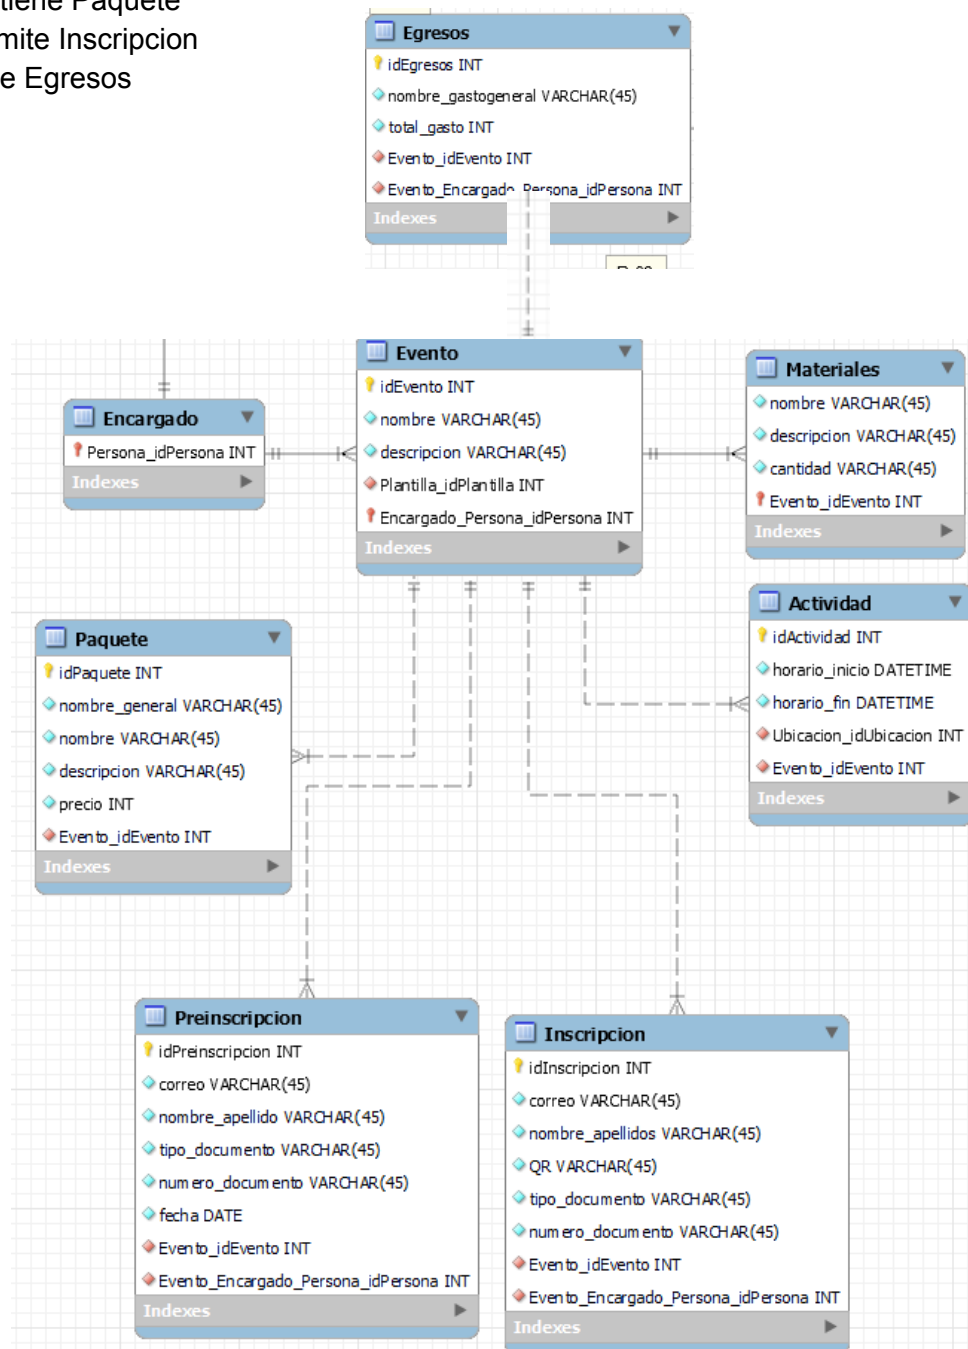 tiene Paquete
mite Inscripcion
e Egresos
Egresos
idEgresos INT
nombre_gastogeneral VARCHAR(45)
total_gasto INT
Evento_idEvento INT
Evento_Encargado_Persona_idPersona INT
Indexes
Evento
idEvento INT
nombre VARCHAR(45)
descripcion VARCHAR(45)
Plantilla_idPlantilla INT
Encargado_Persona_idPersona INT
Indexes
Encargado
Persona_idPersona INT
Indexes
Materiales
nombre VARCHAR(45)
descripcion VARCHAR(45)
cantidad VARCHAR(45)
Evento_idEvento INT
Indexes
Actividad
idActividad INT
horario_inicio DATETIME
horario_fin DATETIME
Ubicacion_idUbicacion INT
Evento_idEvento INT
Indexes
Paquete
idPaquete INT
nombre_general VARCHAR(45)
nombre VARCHAR(45)
descripcion VARCHAR(45)
precio INT
Evento_idEvento INT
Indexes
Preinscripcion
idPreinscripcion INT
correo VARCHAR(45)
nombre_apellido VARCHAR(45)
tipo_documento VARCHAR(45)
numero_documento VARCHAR(45)
fecha DATE
Evento_idEvento INT
Evento_Encargado_Persona_idPersona INT
Indexes
Inscripcion
idInscripcion INT
correo VARCHAR(45)
nombre_apellidos VARCHAR(45)
QR VARCHAR(45)
tipo_documento VARCHAR(45)
numero_documento VARCHAR(45)
Evento_idEvento INT
Evento_Encargado_Persona_idPersona INT
Indexes